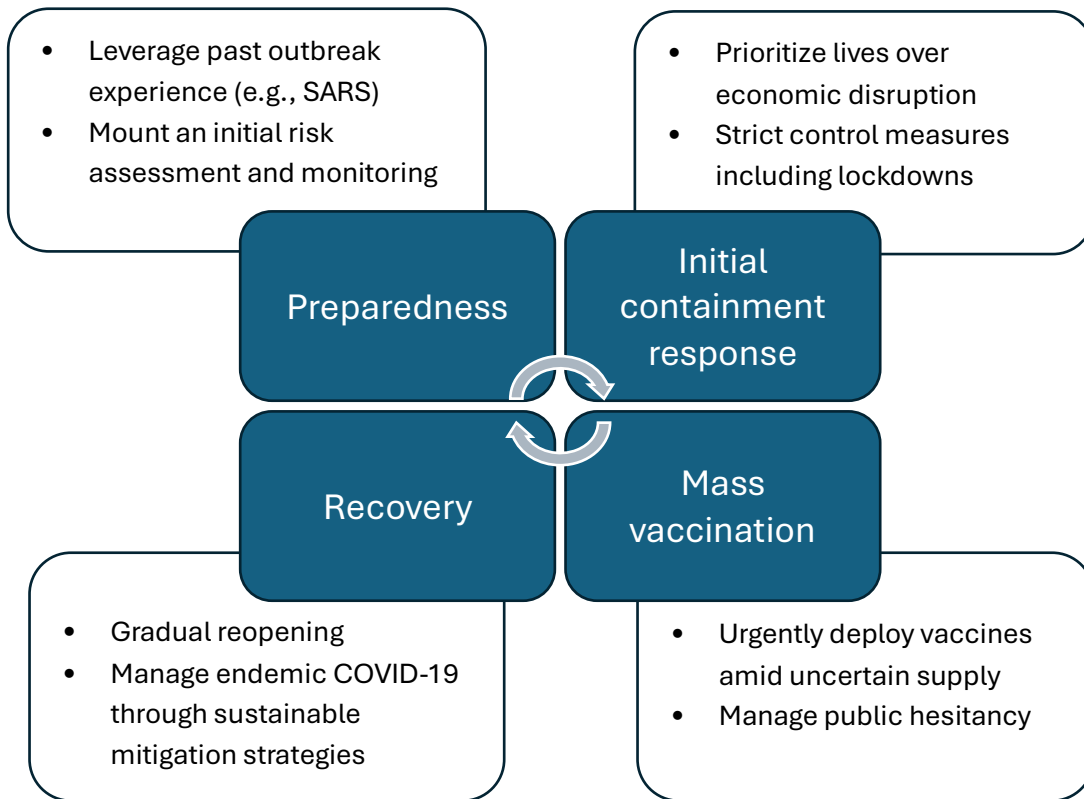 • Leverage past outbreak
experience (e.g., SARS)
• Mount an initial risk
assessment and monitoring
• Prioritize lives over
economic disruption
• Strict control measures
including lockdowns
Preparedness
Initial
containment
response
Recovery
Mass
vaccination
• Gradual reopening
• Manage endemic COVID-19
through sustainable
mitigation strategies
• Urgently deploy vaccines
amid uncertain supply
• Manage public hesitancy